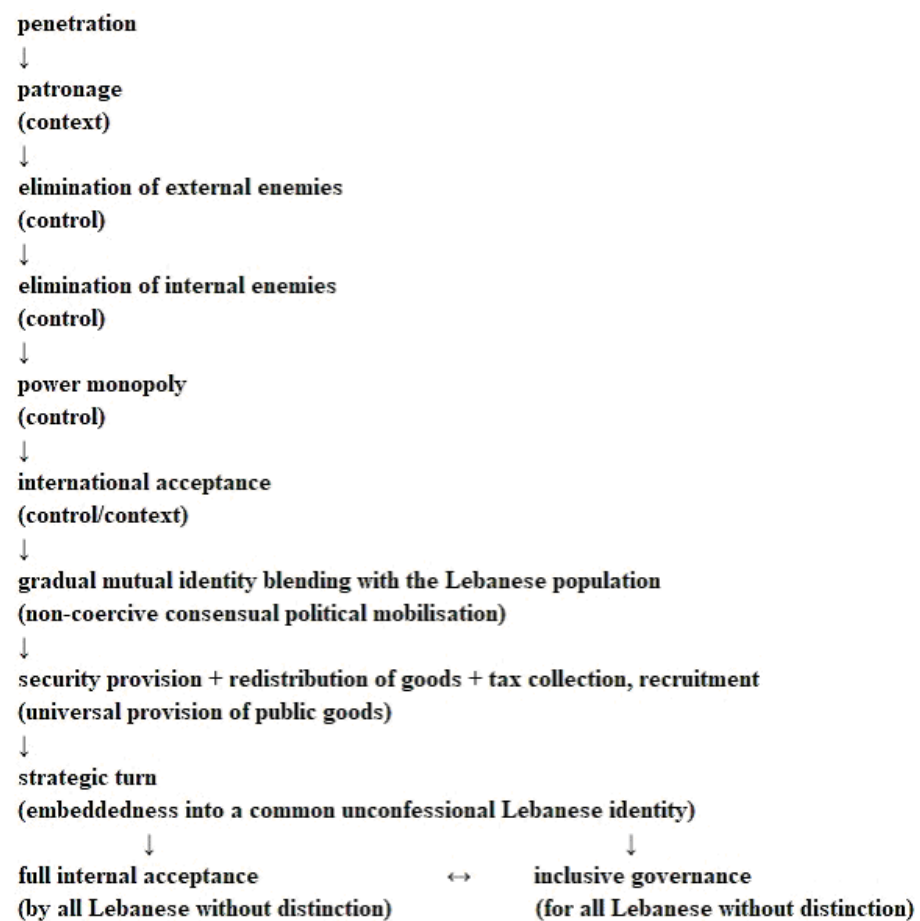 penetration
↓
patronage
(context)
↓
elimination of external enemies
(control)
↓
elimination of internal enemies
(control)
↓
power monopoly
(control)
↓
international acceptance
(control/context)
↓
gradual mutual identity blending with the Lebanese population
(non-coercive consensual political mobilisation)
↓
security provision + redistribution of goods + tax collection, recruitment
(universal provision of public goods)
↓
strategic turn
(embeddedness into a common unconfessional Lebanese identity)
↓ ↓
full internal acceptance ↔ inclusive governance
(by all Lebanese without distinction) (for all Lebanese without distinction)